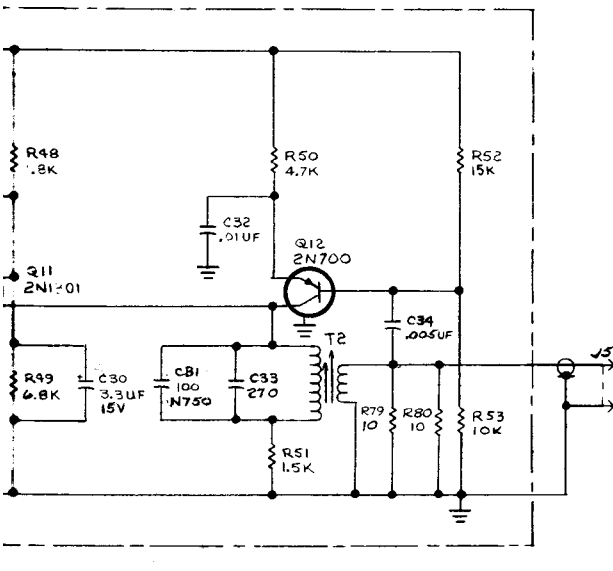 R48
.8K
R50
4.7K
R52
15K
C32
.01UF
Q12
2N700
Q11
C34
.005UF
T2
J5
R49
6.8K
C30
3.3UF
15V
C81
100
N750
C33
270
R79
10
R80
10
R53
10K
R51
1.5K
+